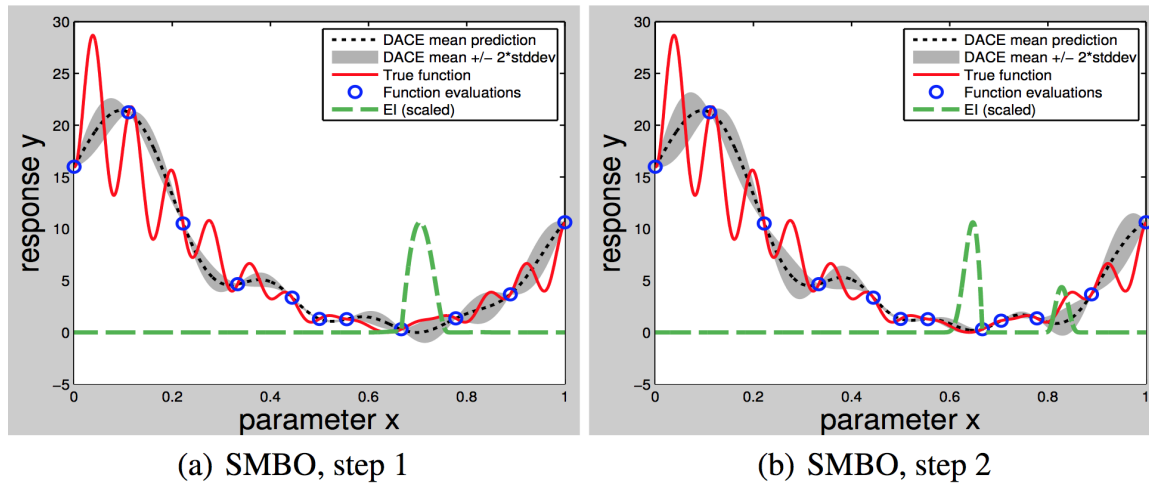 30
25
20
15
10
5
0
−5
0
0.2
0.4
0.6
0.8
1
response y
parameter x
DACE mean prediction
DACE mean +/− 2*stddev
True function
Function evaluations
EI (scaled)
(a) SMBO, step 1
30
25
20
15
10
5
0
−5
0
0.2
0.4
0.6
0.8
1
response y
parameter x
DACE mean prediction
DACE mean +/− 2*stddev
True function
Function evaluations
EI (scaled)
(b) SMBO, step 2